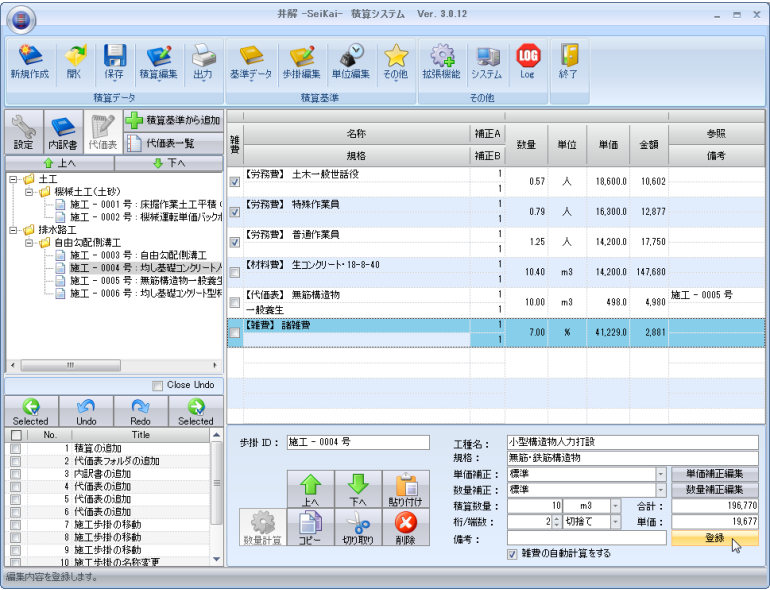 井解 -SeiKai- 積算システム Ver. 3.0.12
新規作成 開く 保存 積算編集 出力 基準データ 歩掛編集 単位編集 その他 拡張機能 システム Log 終了
LOG
積算データ 積算基準 その他
設定 内訳書 代価表 積算基準から追加
代価表一覧
上へ 下へ
土工
機械土工(土砂)
施工 - 0001 号：床掘作業土工平積
施工 - 0002 号：機械運転単価バックホ
排水路工
自由勾配側溝工
施工 - 0003 号：自由勾配側溝工
施工 - 0004 号：均し基礎コンクリート人
施工 - 0005 号：無筋構造物一般養生
施工 - 0006 号：均し基礎コンクリート型枠
雑費 名称 補正A 数量 単位 単価 金額 参照
規格 補正B 備考
【労務費】 土木一般世話役 1 0.57 人 18,600.0 10,602
1
【労務費】 特殊作業員 1 0.79 人 16,300.0 12,877
1
【労務費】 普通作業員 1 1.25 人 14,200.0 17,750
1
【材料費】 生コンクリート・18-8-40 1 10.40 m3 14,200.0 147,680
1
【代価表】 無筋構造物 1 10.00 m3 498.0 4,980 施工 - 0005 号
一般養生 1
【雑費】 諸雑費 1 7.00 % 41,229.0 2,881
1
Close Undo
Selected Undo Redo Selected
No. Title
1 積算の追加
2 代価表フォルダの追加
3 内訳書の追加
4 代価表の追加
5 代価表の追加
6 代価表の追加
7 施工歩掛の移動
8 施工歩掛の移動
9 施工歩掛の移動
10 施工歩掛の名称変更
歩掛 ID： 施工 - 0004 号
上へ 下へ 貼り付け
数量計算 コピー 切り取り 削除
工種名： 小型構造物人力打設
規格： 無筋・鉄筋構造物
単価補正： 標準 単価補正編集
数量補正： 標準 数量補正編集
積算数量： 10 m3 合計： 196,770
桁/端数： 2 切捨て 単価： 19,677
備考： 登録
雑費の自動計算をする
編集内容を登録します。